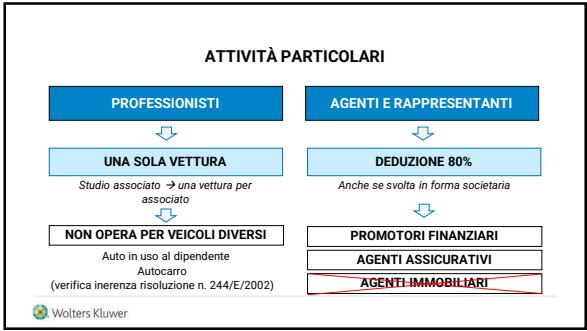 ATTIVITÀ PARTICOLARI
PROFESSIONISTI
UNA SOLA VETTURA
Studio associato → una vettura per
associato
NON OPERA PER VEICOLI DIVERSI
Auto in uso al dipendente
Autocarro
(verifica inerenza risoluzione n. 244/E/2002)
AGENTI E RAPPRESENTANTI
DEDUZIONE 80%
Anche se svolta in forma societaria
PROMOTORI FINANZIARI
AGENTI ASSICURATIVI
AGENTI IMMOBILIARI
Wolters Kluwer